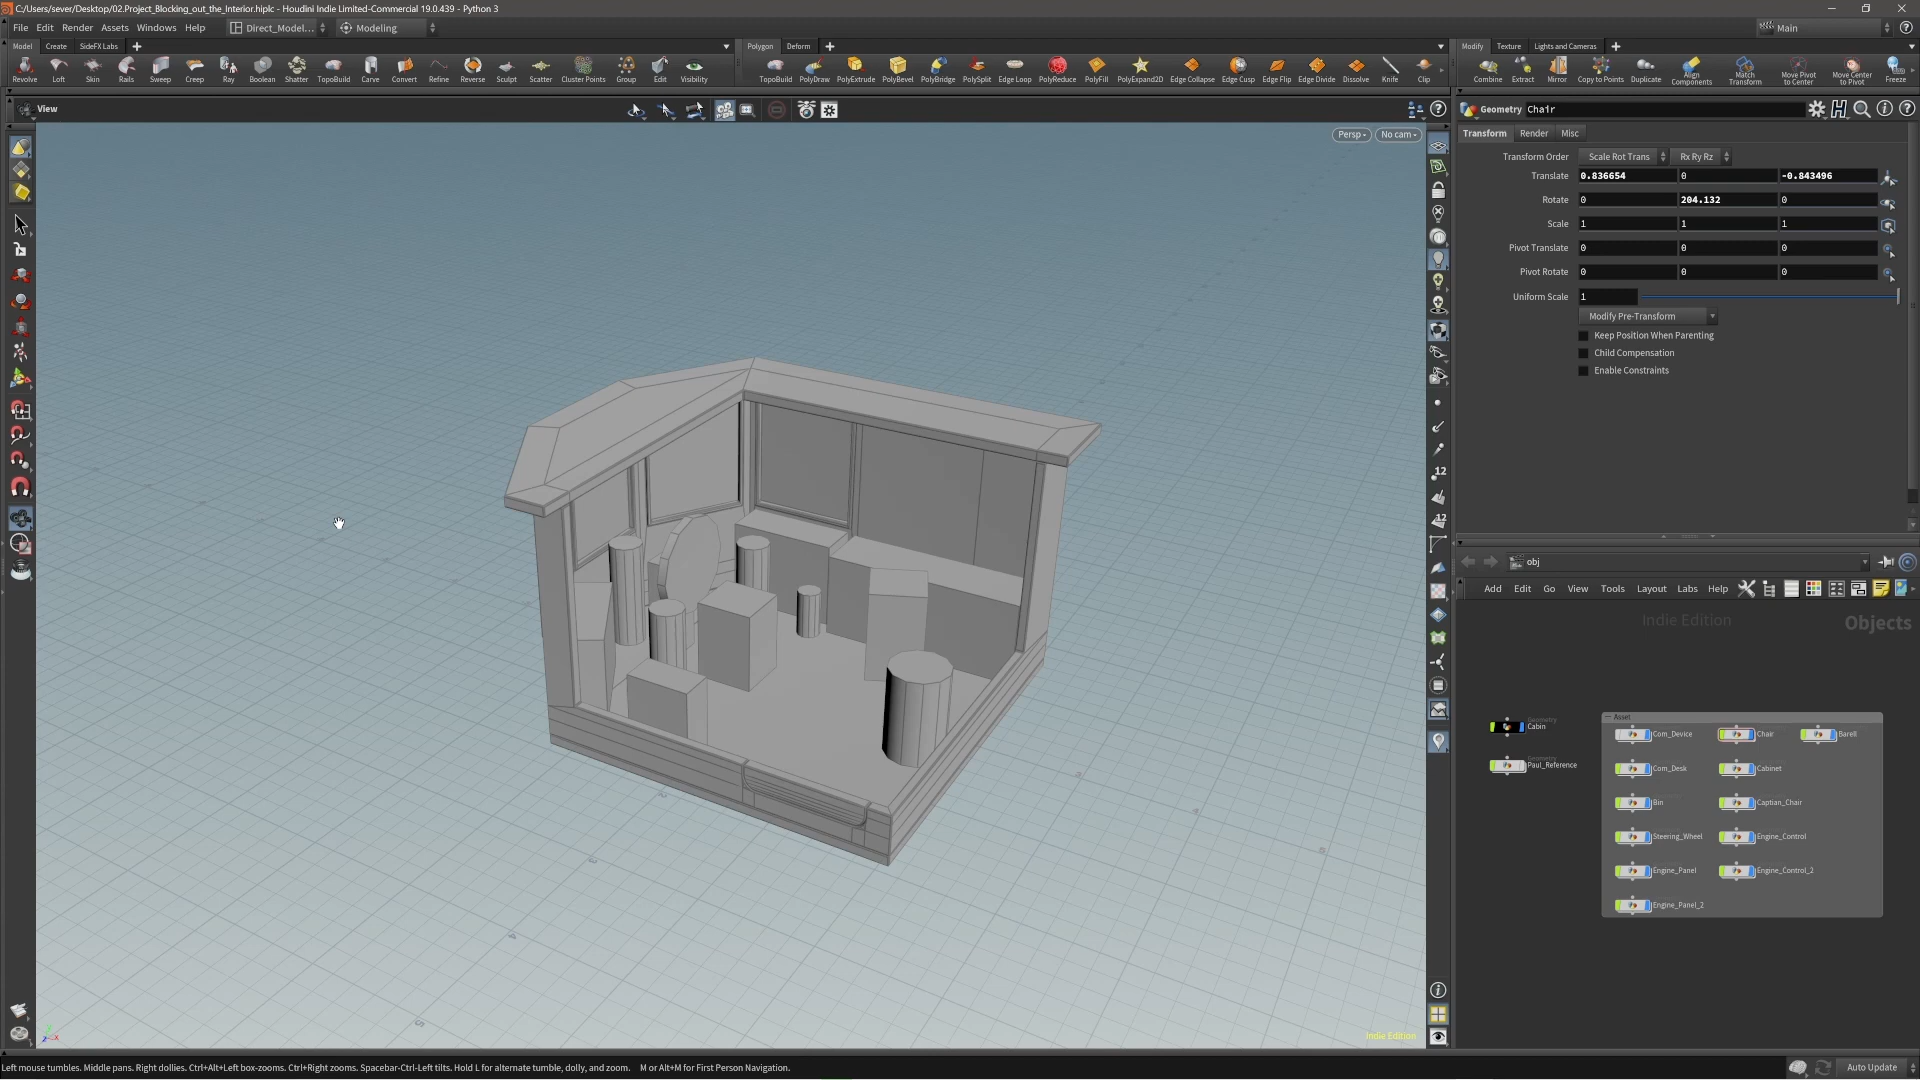 C:/Users/sever/Desktop/02.Project_Blocking_out_the_Interior.hiplc - Houdini Indie Limited-Commercial 19.0.439 - Python 3
File Edit Render Assets Windows Help Direct_Model... Modeling Main
Model Create SideFX Labs Polygon Deform Modify Texture Lights and Cameras
Revolve Loft Skin Rails Sweep Creep Ray Boolean Shatter TopoBuild Carve Convert Refine Reverse Sculpt Scatter Cluster Points Group Edit Visibility TopoBuild PolyDraw PolyExtrude PolyBevel PolyBridge PolySplit Edge Loop PolyReduce PolyFill PolyExpand2D Edge Collapse Edge Cusp Edge Flip Edge Divide Dissolve Knife Clip Combine Extract Mirror Copy to Points Duplicate Align Components Match Transform Move Pivot to Center Move Center to Pivot Freeze
View
Persp No cam
Geometry Chair
Transform Render Misc
Transform Order Scale Rot Trans Rx Ry Rz
Translate 0.836654 0 -0.843496
Rotate 0 204.132 0
Scale 1 1 1
Pivot Translate 0 0 0
Pivot Rotate 0 0 0
Uniform Scale 1
Modify Pre-Transform
Keep Position When Parenting
Child Compensation
Enable Constraints
12
12
obj
Add Edit Go View Tools Layout Labs Help
Indie Edition Objects
Geometry
Cabin
Geometry
Paul_Reference
Asset
Com_Device Chair Barell
Com_Desk Cabinet
Bin Captian_Chair
Steering_Wheel Engine_Control
Engine_Panel Engine_Control_2
Engine_Panel_2
Indie Edition
Left mouse tumbles. Middle pans. Right dollies. Ctrl+Alt+Left box-zooms. Ctrl+Right zooms. Spacebar-Ctrl-Left tilts. Hold L for alternate tumble, dolly, and zoom. M or Alt+M for First Person Navigation.
Auto Update